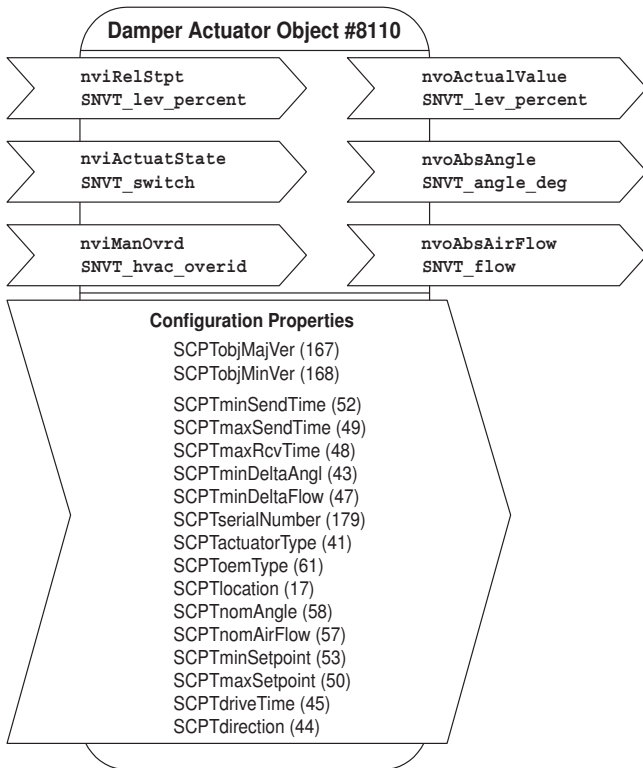 Damper Actuator Object #8110
nviRelStpt
SNVT_lev_percent
nvoActualValue
SNVT_lev_percent
nviActuatState
SNVT_switch
nvoAbsAngle
SNVT_angle_deg
nviManOvrd
SNVT_hvac_overid
nvoAbsAirFlow
SNVT_flow
Configuration Properties
SCPTobjMajVer (167)
SCPTobjMinVer (168)
SCPTminSendTime (52)
SCPTmaxSendTime (49)
SCPTmaxRcvTime (48)
SCPTminDeltaAngl (43)
SCPTminDeltaFlow (47)
SCPTserialNumber (179)
SCPTactuatorType (41)
SCPToemType (61)
SCPTlocation (17)
SCPTnomAngle (58)
SCPTnomAirFlow (57)
SCPTminSetpoint (53)
SCPTmaxSetpoint (50)
SCPTdriveTime (45)
SCPTdirection (44)